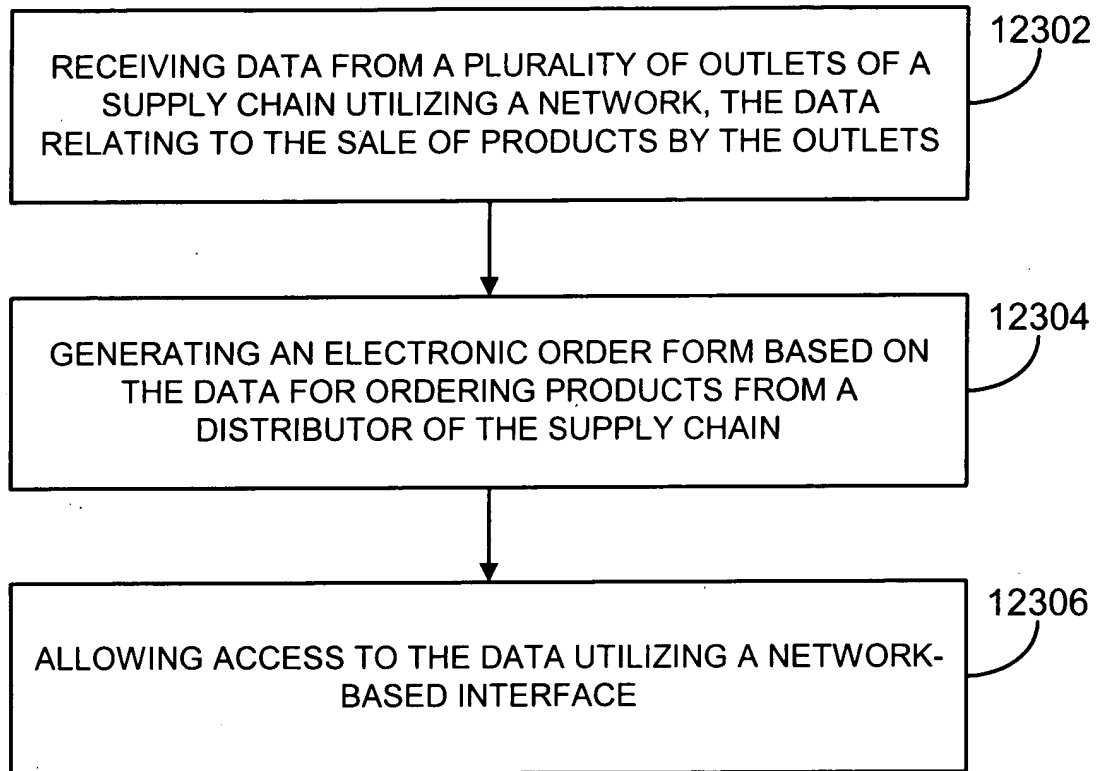 12302
RECEIVING DATA FROM A PLURALITY OF OUTLETS OF A
SUPPLY CHAIN UTILIZING A NETWORK, THE DATA
RELATING TO THE SALE OF PRODUCTS BY THE OUTLETS
12304
GENERATING AN ELECTRONIC ORDER FORM BASED ON
THE DATA FOR ORDERING PRODUCTS FROM A
DISTRIBUTOR OF THE SUPPLY CHAIN
12306
ALLOWING ACCESS TO THE DATA UTILIZING A NETWORK-
BASED INTERFACE